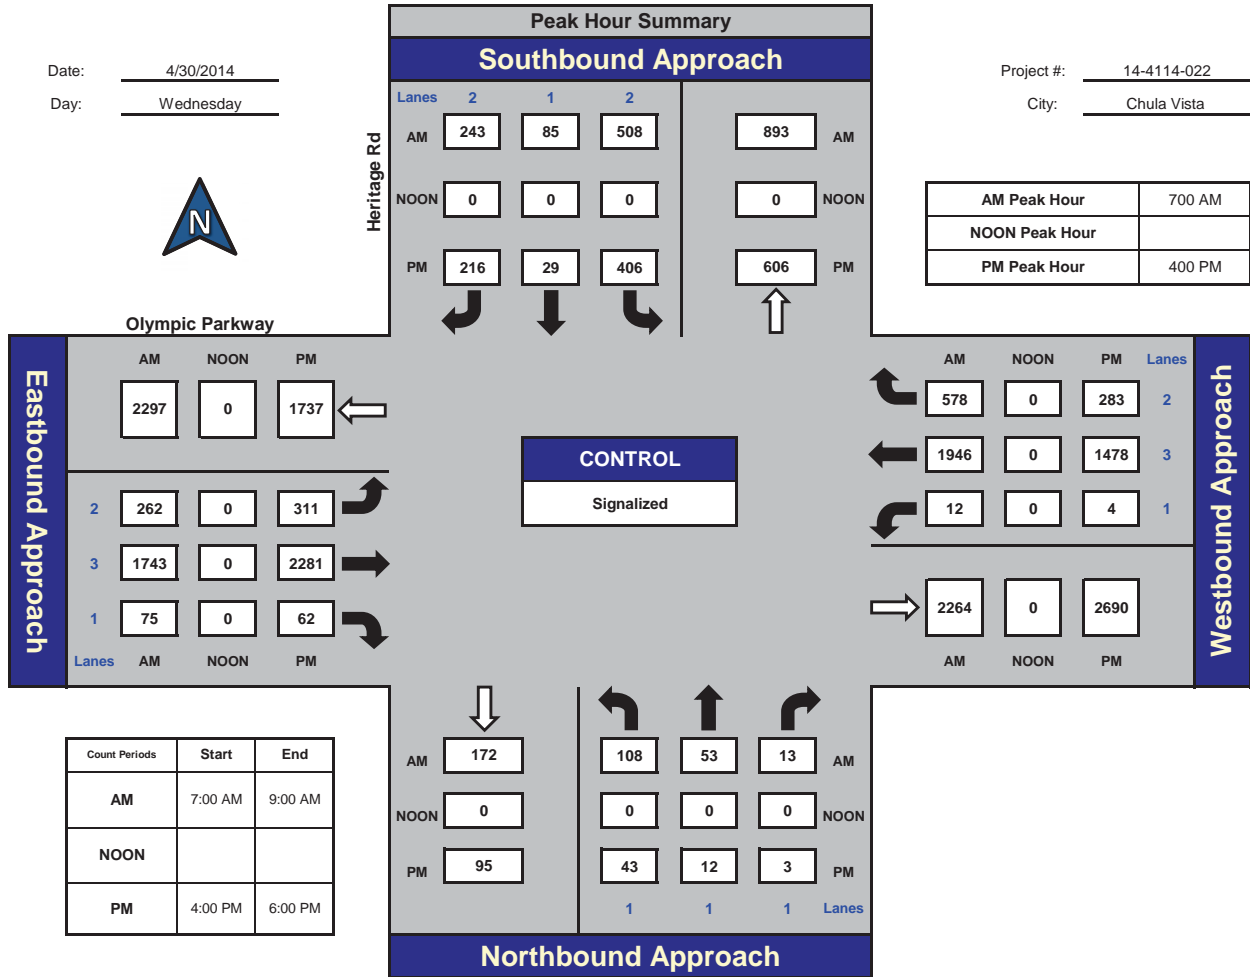 Peak Hour Summary
Southbound Approach
Date: 4/30/2014
Day: Wednesday
Project #: 14-4114-022
City: Chula Vista
Heritage Rd
Lanes 2 1 2
AM 243 85 508 893 AM
NOON 0 0 0 0 NOON
PM 216 29 406 606 PM
N
AM Peak Hour 700 AM
NOON Peak Hour
PM Peak Hour 400 PM
Olympic Parkway
Eastbound Approach
AM NOON PM
2297 0 1737
2 262 0 311
3 1743 0 2281
1 75 0 62
Lanes AM NOON PM
CONTROL
Signalized
AM NOON PM Lanes
578 0 283 2
1946 0 1478 3
12 0 4 1
2264 0 2690
AM NOON PM
Westbound Approach
Count Periods Start End
AM 7:00 AM 9:00 AM
NOON
PM 4:00 PM 6:00 PM
AM 172 108 53 13 AM
NOON 0 0 0 0 NOON
PM 95 43 12 3 PM
1 1 1 Lanes
Northbound Approach